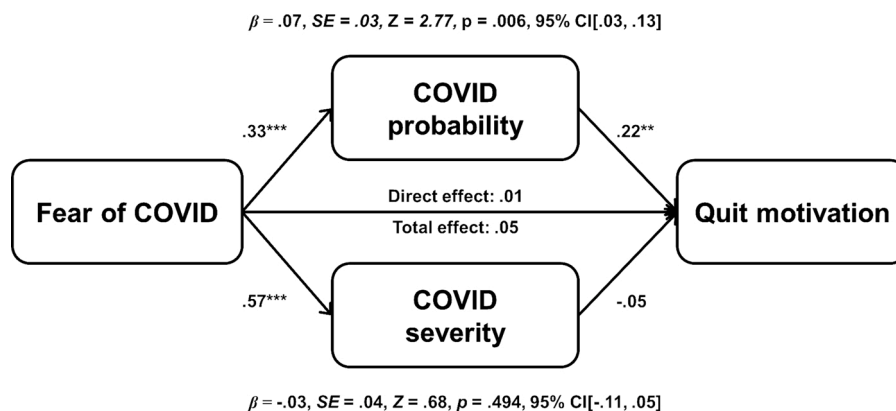 β = .07, SE = .03, Z = 2.77, p = .006, 95% CI[.03, .13]
COVID
probability
.33***
.22**
Fear of COVID
Direct effect: .01
Total effect: .05
Quit motivation
.57***
COVID
severity
-.05
β = -.03, SE = .04, Z = .68, p = .494, 95% CI[-.11, .05]